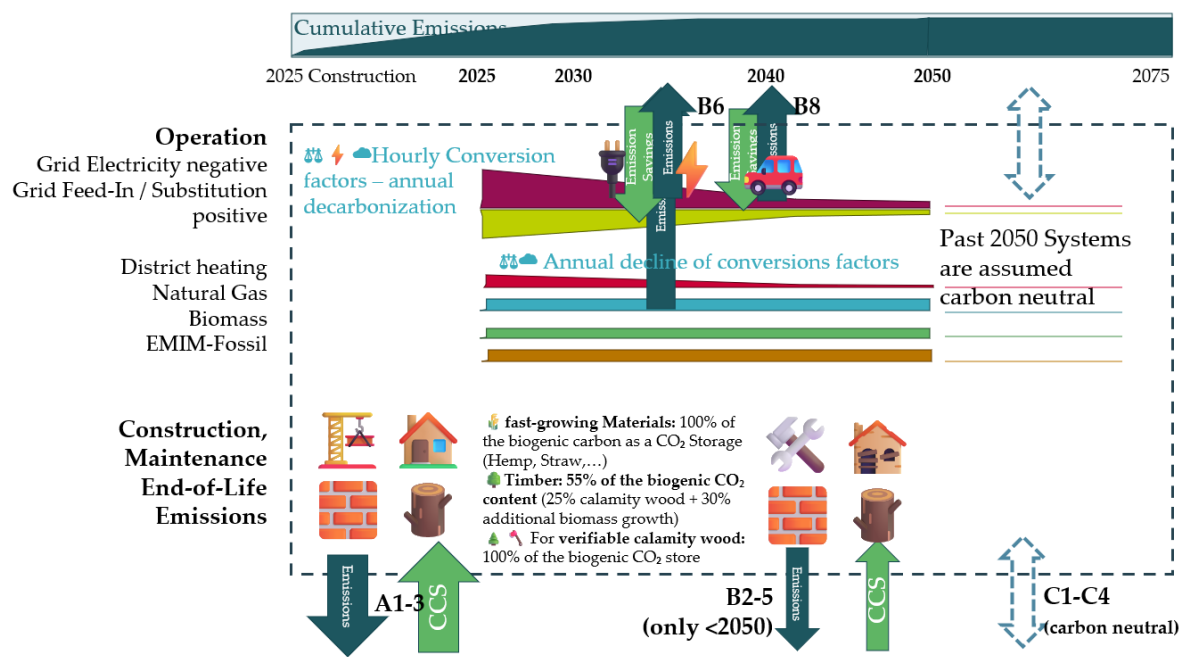 Cumulative Emissions
2025 Construction
2025
2030
2040
2050
2075
B6
B8
Operation
Grid Electricity negative
Grid Feed-In / Substitution
positive
Hourly Conversion
factors – annual
decarbonization
Emission
Savings
Emissions
Emission
Savings
Emissions
Emissions
Past 2050 Systems
are assumed
carbon neutral
Annual decline of conversions factors
District heating
Natural Gas
Biomass
EMIM-Fossil
Construction,
Maintenance
End-of-Life
Emissions
fast-growing Materials: 100% of
the biogenic carbon as a CO₂ Storage
(Hemp, Straw,…)
Timber: 55% of the biogenic CO₂
content (25% calamity wood + 30%
additional biomass growth)
For verifiable calamity wood:
100% of the biogenic CO₂ store
Emissions
A1-3
CCS
B2-5
(only <2050)
Emissions
CCS
C1-C4
(carbon neutral)